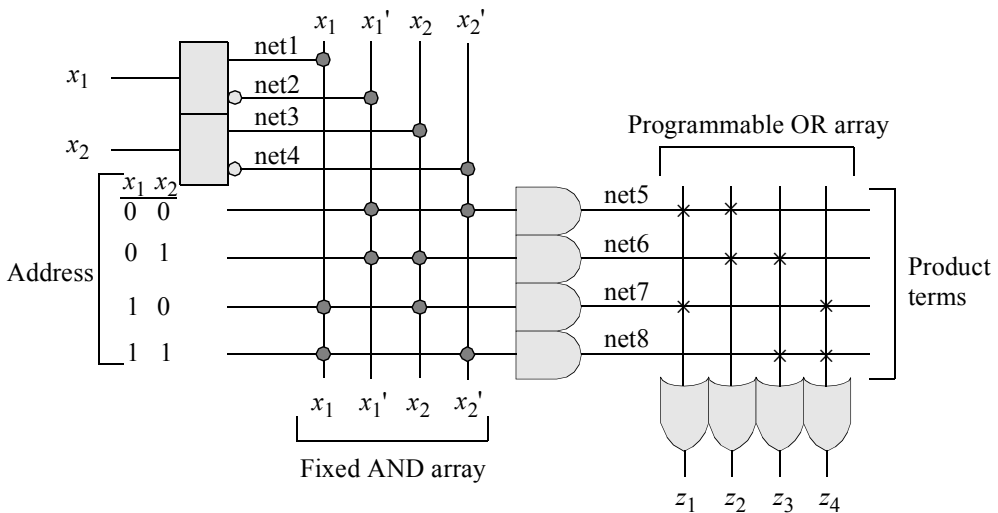 x1 x1' x2 x2'
net1
x1
net2
net3
x2
net4
Programmable OR array
x1 x2
0 0
net5
0 1
net6
Address
Product
terms
1 0
net7
1 1
net8
x1 x1' x2 x2'
Fixed AND array
z1 z2 z3 z4